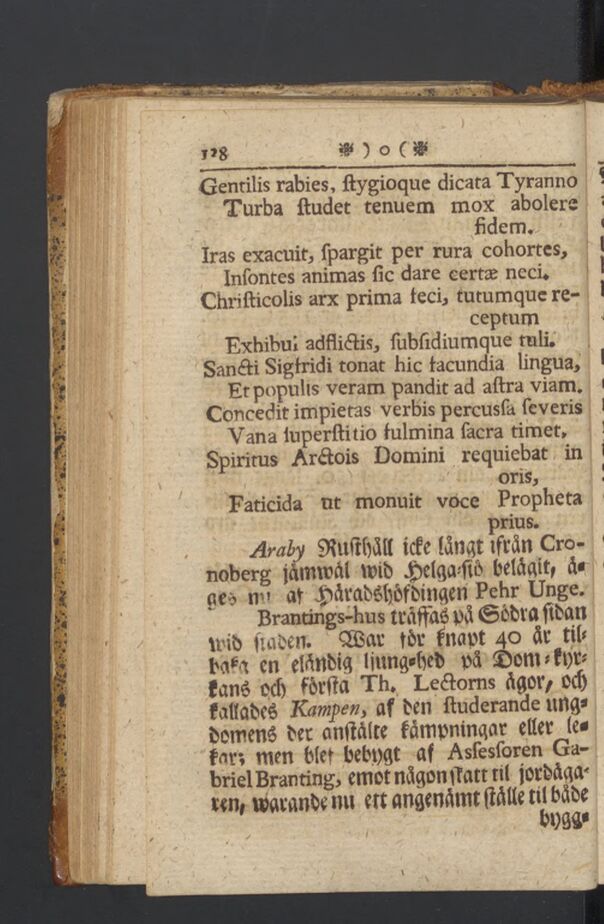 128 ❉ ) o ( ❉
Gentilis rabies, ſtygioque dicata Tyranno
Turba ſtudet tenuem mox abolere
fidem.
Iras exacuit, ſpargit per rura cohortes,
Inſontes animas ſic dare certæ neci.
Chriſticolis arx prima feci, tutumque re-
ceptum
Exhibui adflictis, ſubſidiumque tuli.
Sancti Sigfridi tonat hic facundia lingua,
Et populis veram pandit ad aſtra viam.
Concedit impietas verbis percuſſa ſeveris
Vana ſuperſtitio fulmina ſacra timet,
Spiritus Arctois Domini requiebat in
oris,
Faticida ut monuit voce Propheta
prius.
Araby Ruſthåll icke långt ifrån Cro-
noberg jämwäl wid Helga-ſiö belägit, ä-
ges nu af Häradshöfdingen Pehr Unge.
Brantings-hus träffas på Södra ſidan
wid ſtaden. War för knapt 40 år til-
baka en eländig ljung-hed på Dom-kyr-
kans och förſta Th. Lectorns ägor, och
kallades Kampen, af den ſtuderande ung-
domens der anſtälte kämpningar eller le-
kar; men blef bebygt af Asſesſoren Ga-
briel Branting, emot någon ſkatt til jordäga-
ren, warande nu ett angenämt ſtälle til både
bygg-